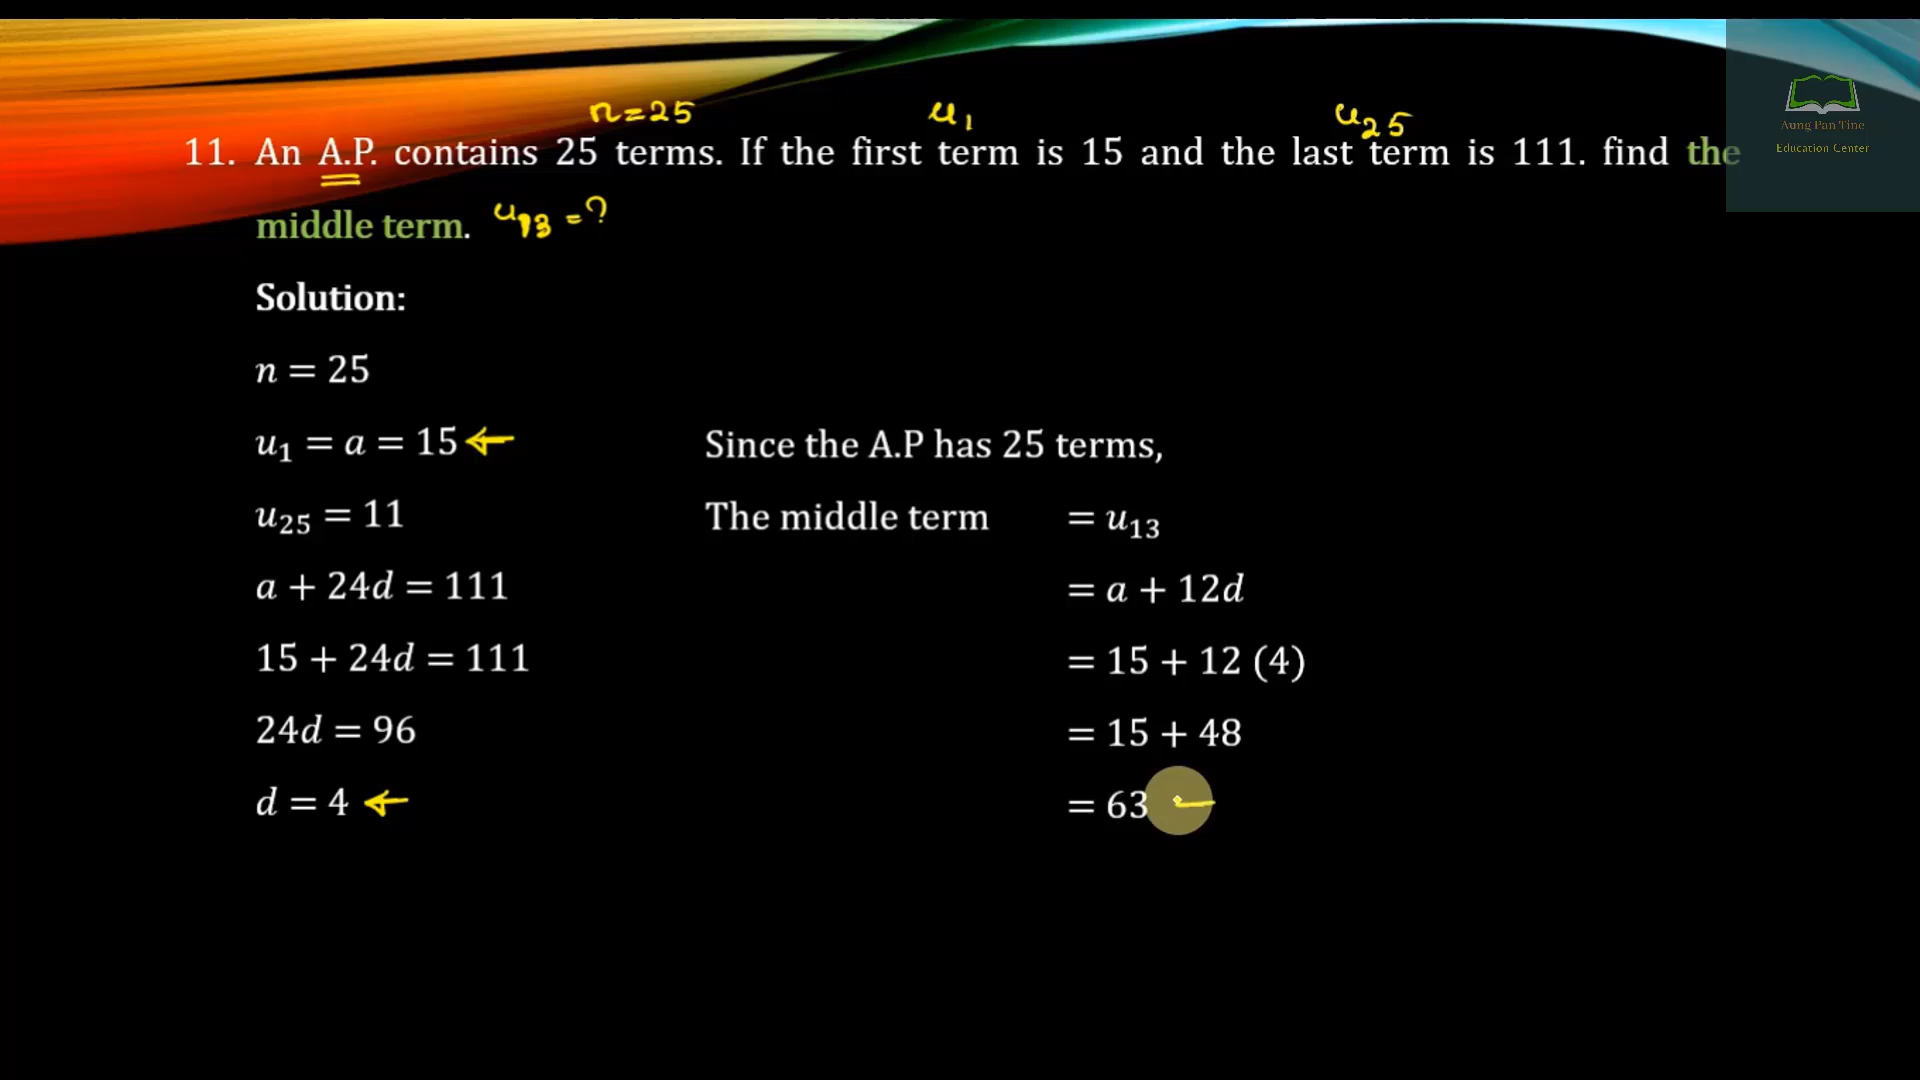 n=25 u₁ u₂₅
11. An A.P. contains 25 terms. If the first term is 15 and the last term is 111. find the
middle term. u₁₃ = ?
Solution:
n = 25
u₁ = a = 15
u₂₅ = 11
a + 24d = 111
15 + 24d = 111
24d = 96
d = 4
Since the A.P has 25 terms,
The middle term = u₁₃
= a + 12d
= 15 + 12 (4)
= 15 + 48
= 63
Aung Pan Tine
Education Center